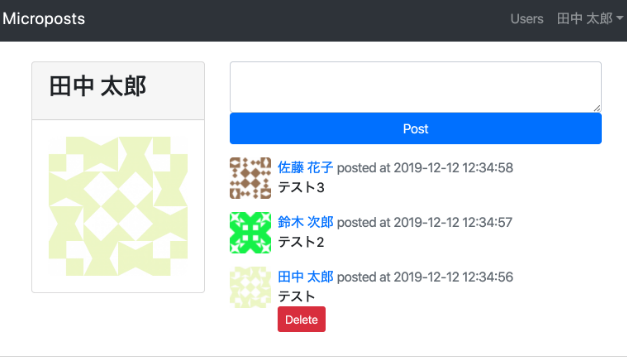 Microposts
Users 田中 太郎
田中 太郎
Post
佐藤 花子 posted at 2019-12-12 12:34:58
テスト3
鈴木 次郎 posted at 2019-12-12 12:34:57
テスト2
田中 太郎 posted at 2019-12-12 12:34:56
テスト
Delete